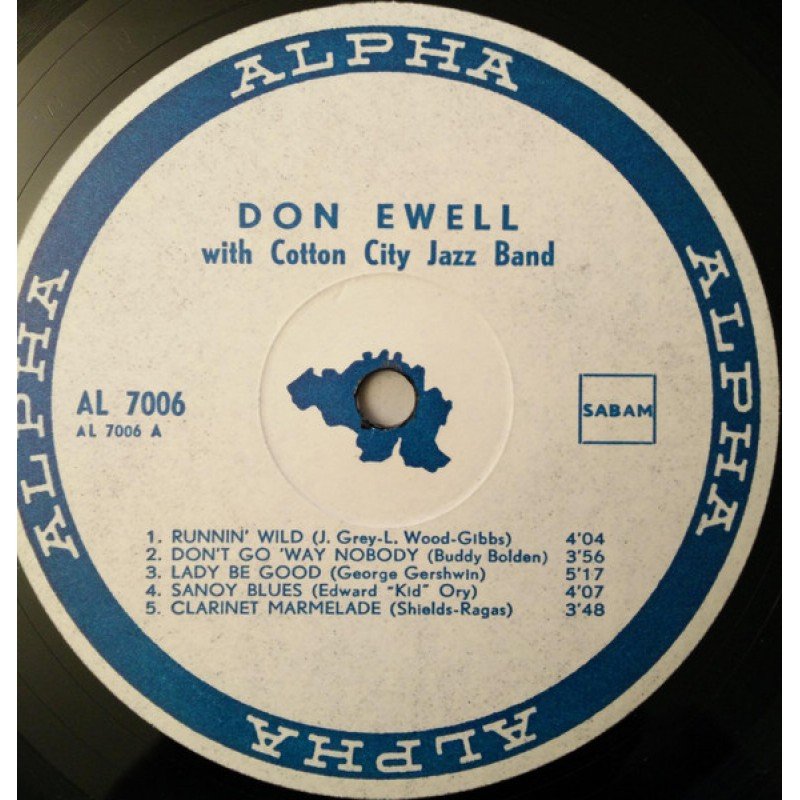 ALPHA
DON EWELL
with Cotton City Jazz Band
ALPHA
ALPHA
AL 7006
AL 7006 A
SABAM
1. RUNNIN' WILD (J. Grey-L. Wood-Gibbs) 4'04
2. DON'T GO 'WAY NOBODY (Buddy Bolden) 3'56
3. LADY BE GOOD (George Gershwin) 5'17
4. SANOY BLUES (Edward "Kid" Ory) 4'07
5. CLARINET MARMELADE (Shields-Ragas) 3'48
ALPHA